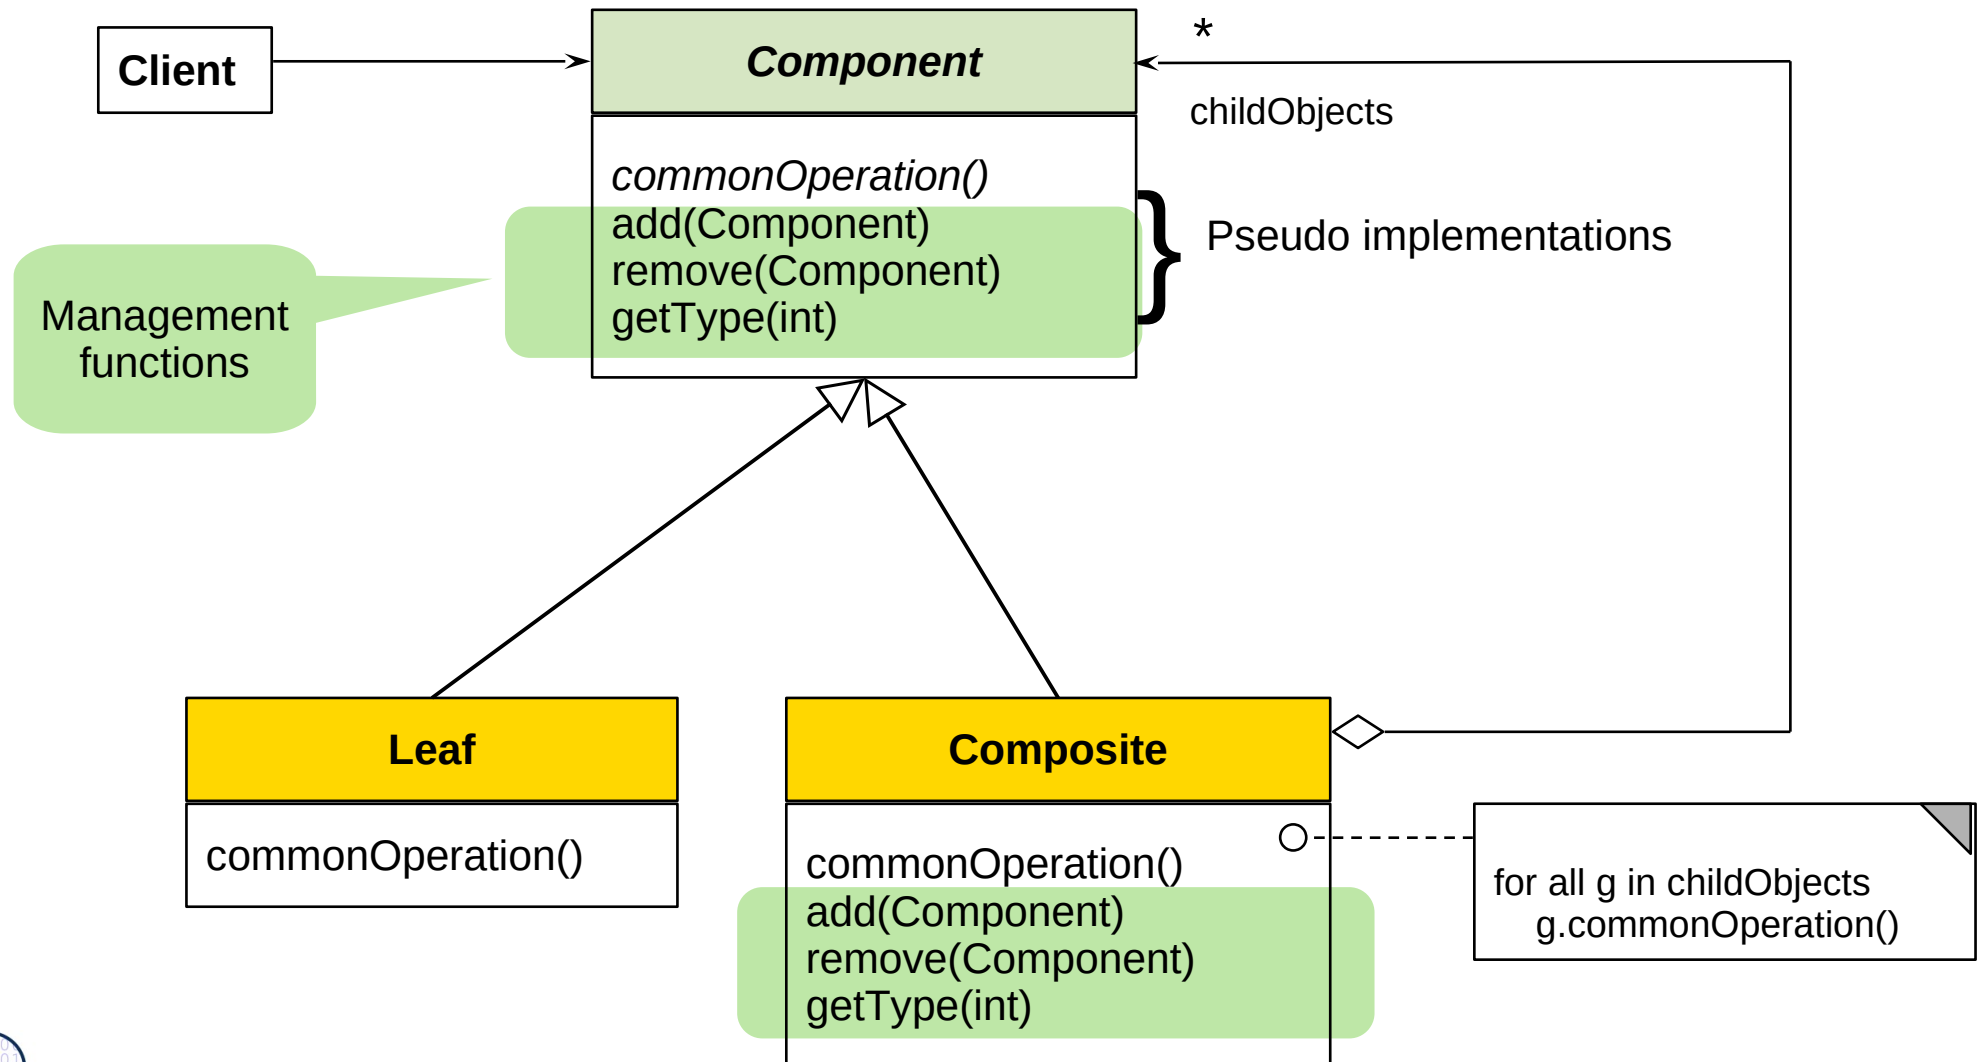 Client
Component
*
childObjects
commonOperation()
add(Component)
remove(Component)
getType(int)
}
Pseudo implementations
Management
functions
Leaf
commonOperation()
Composite
commonOperation()
add(Component)
remove(Component)
getType(int)
for all g in childObjects
g.commonOperation()